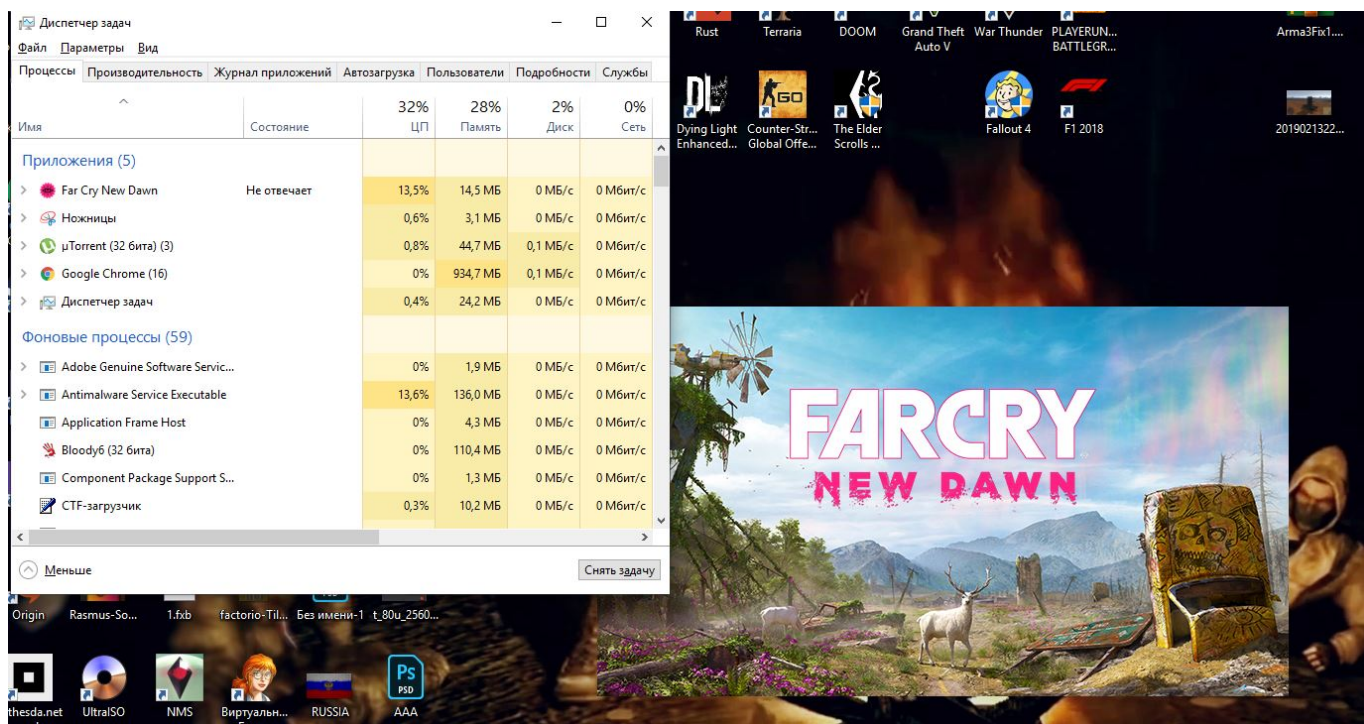 Диспетчер задач
Файл Параметры Вид
Процессы Производительность Журнал приложений Автозагрузка Пользователи Подробности Службы
32% 28% 2% 0%
Имя Состояние ЦП Память Диск Сеть
Приложения (5)
Far Cry New Dawn Не отвечает 13,5% 14,5 МБ 0 МБ/с 0 Мбит/с
Ножницы 0,6% 3,1 МБ 0 МБ/с 0 Мбит/с
µTorrent (32 бита) (3) 0,8% 44,7 МБ 0,1 МБ/с 0 Мбит/с
Google Chrome (16) 0% 934,7 МБ 0,1 МБ/с 0 Мбит/с
Диспетчер задач 0,4% 24,2 МБ 0 МБ/с 0 Мбит/с
Фоновые процессы (59)
Adobe Genuine Software Servic... 0% 1,9 МБ 0 МБ/с 0 Мбит/с
Antimalware Service Executable 13,6% 136,0 МБ 0 МБ/с 0 Мбит/с
Application Frame Host 0% 4,3 МБ 0 МБ/с 0 Мбит/с
Bloody6 (32 бита) 0% 110,4 МБ 0 МБ/с 0 Мбит/с
Component Package Support S... 0% 1,3 МБ 0 МБ/с 0 Мбит/с
CTF-загрузчик 0,3% 10,2 МБ 0 МБ/с 0 Мбит/с
Меньше Снять задачу
Rust Terraria DOOM Grand Theft War Thunder PLAYERUN... Arma3Fix1....
Auto V BATTLEGR...
DL GO
Dying Light Counter-Str... The Elder Fallout 4 F1 2018 2019021322...
Enhanced... Global Offe... Scrolls ...
FARCRY
NEW DAWN
Origin Rasmus-So... 1.fxb factorio-Til... Без имени-1 t_80u_2560...
Ps
PSD
thesda.net UltraISO NMS Виртуальн... RUSSIA AAA